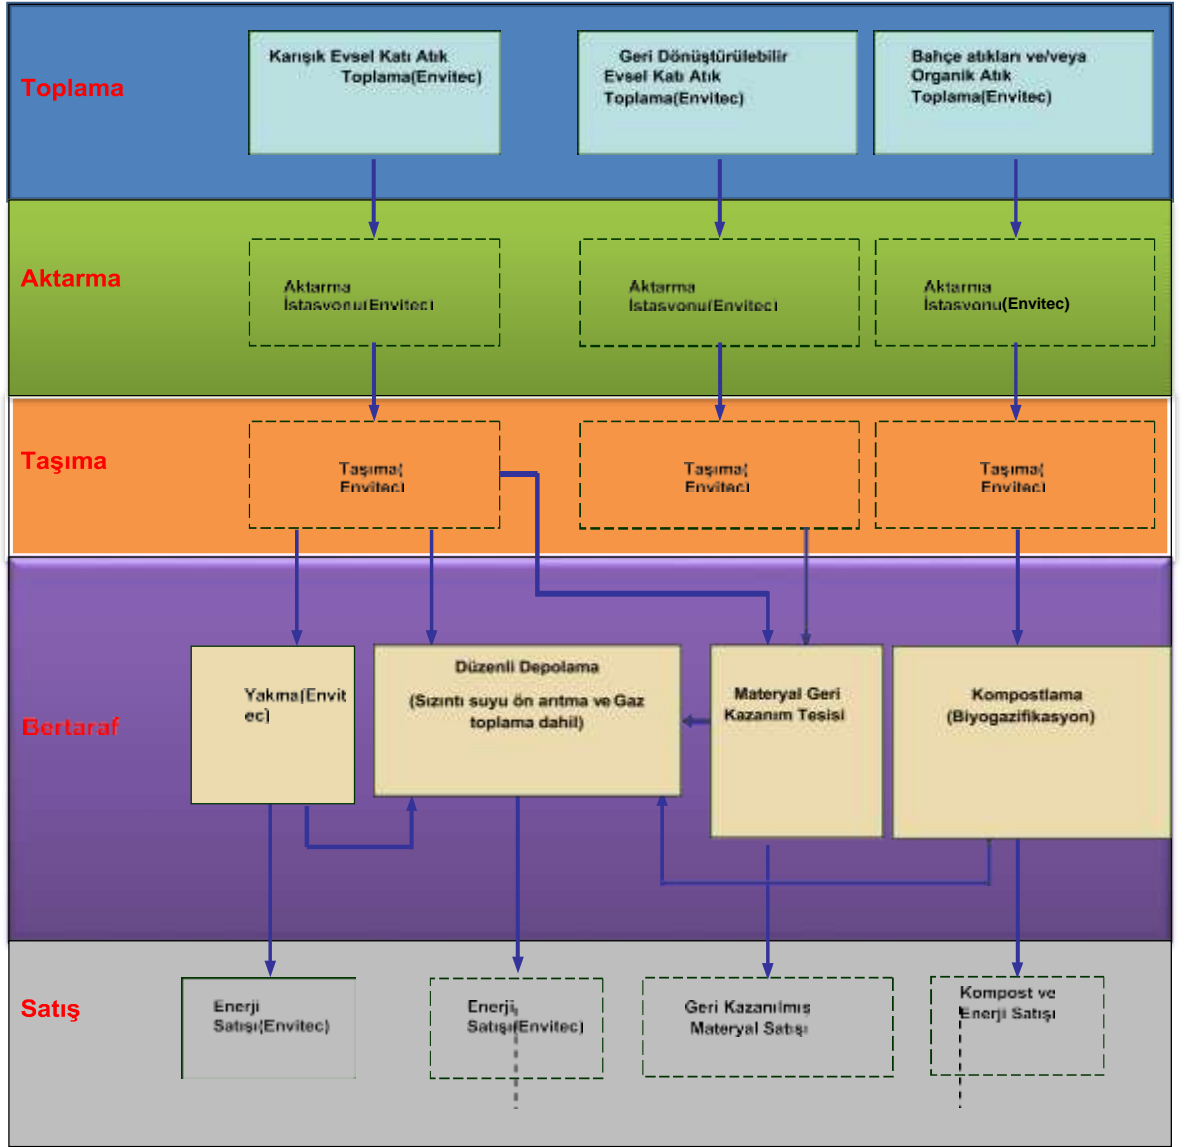 Toplama
Karışık Evsel Katı Atık
Toplama(Envitec)
Geri Dönüştürülebilir
Evsel Katı Atık
Toplama(Envitec)
Bahçe atıkları ve/veya
Organik Atık
Toplama(Envitec)
Aktarma
Aktarma
İstasyonu(Envitec)
Aktarma
İstasyonu(Envitec)
Aktarma
İstasyonu(Envitec)
Taşıma
Taşıma(
Envitec)
Taşıma(
Envitec)
Taşıma(
Envitec)
Bertaraf
Yakma(Envit
ec)
Düzenli Depolama
(Sızıntı suyu ön arıtma ve Gaz
toplama dahil)
Materyal Geri
Kazanım Tesisi
Kompostlama
(Biyogazifikasyon)
Satış
Enerji
Satışı(Envitec)
Enerji
Satışı(Envitec)
Geri Kazanılmış
Materyal Satışı
Kompost ve
Enerji Satışı